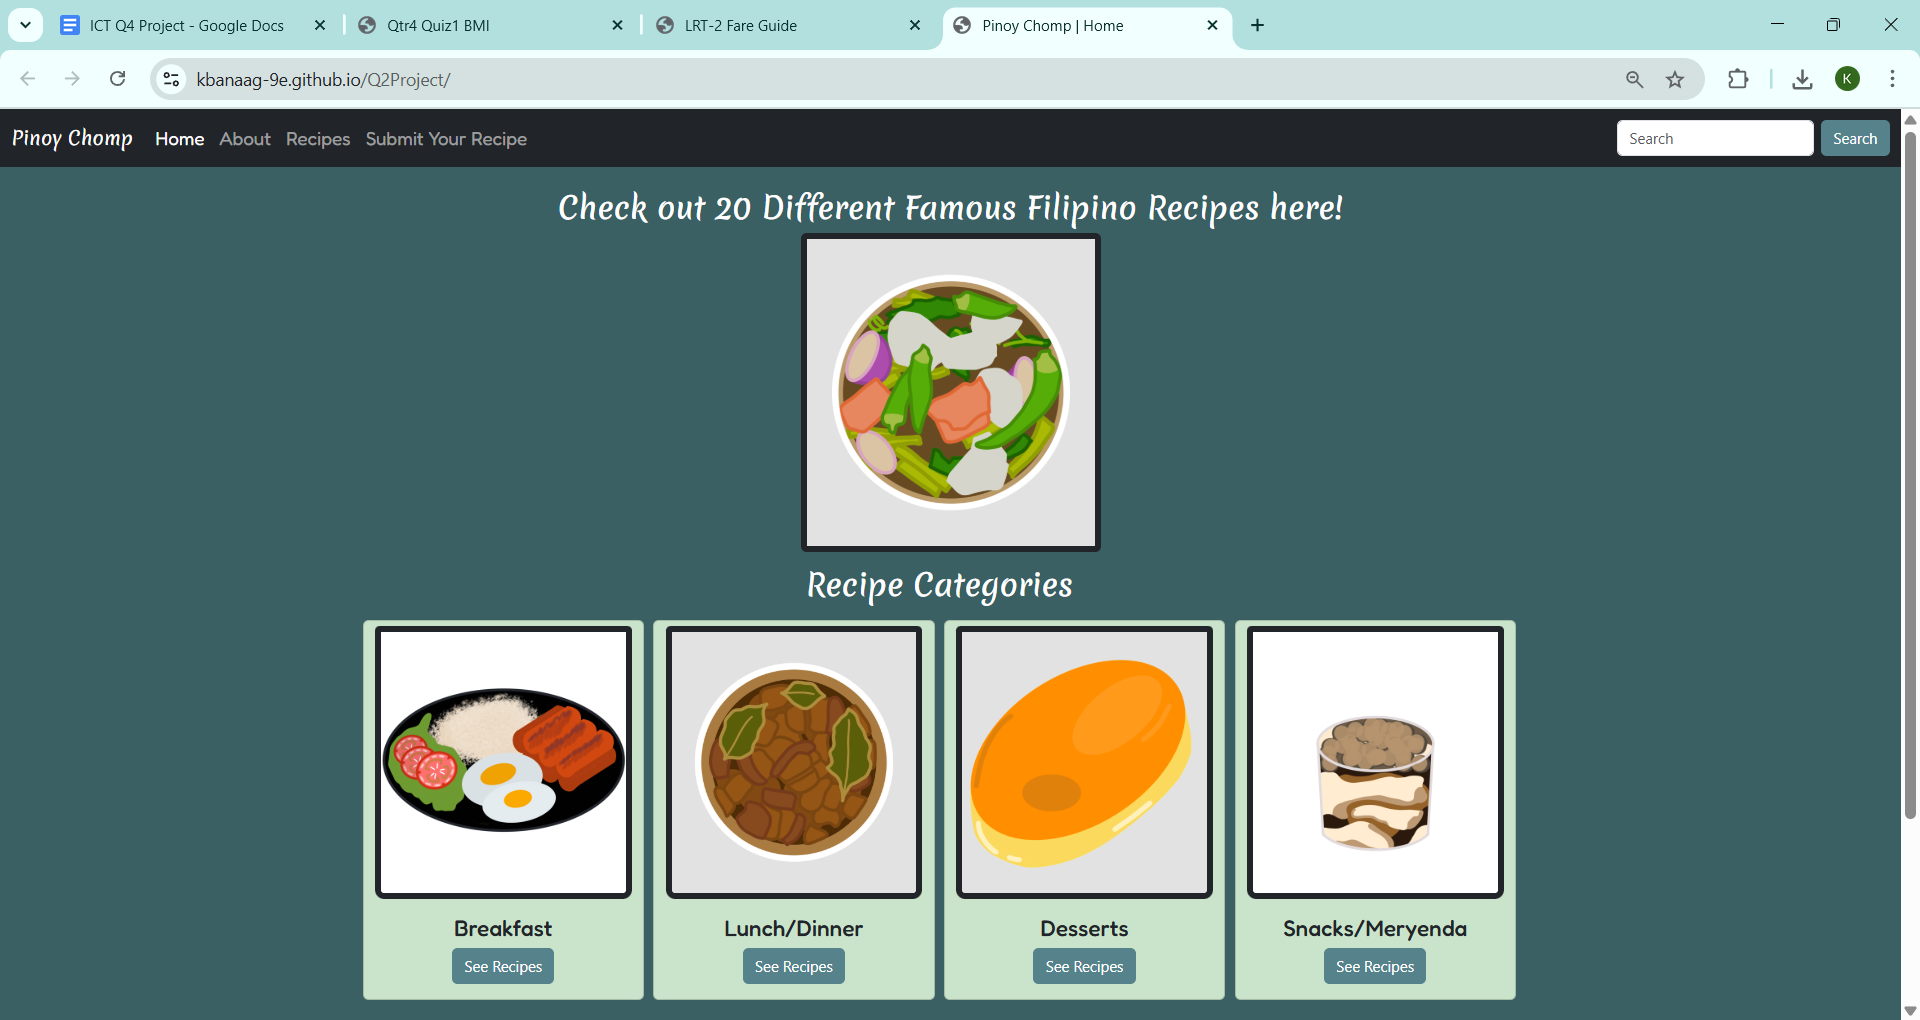 ICT Q4 Project - Google Docs
Qtr4 Quiz1 BMI
LRT-2 Fare Guide
Pinoy Chomp | Home
kbanaag-9e.github.io/Q2Project/
K
Pinoy Chomp Home About Recipes Submit Your Recipe Search Search
Check out 20 Different Famous Filipino Recipes here!
Recipe Categories
Breakfast
See Recipes
Lunch/Dinner
See Recipes
Desserts
See Recipes
Snacks/Meryenda
See Recipes